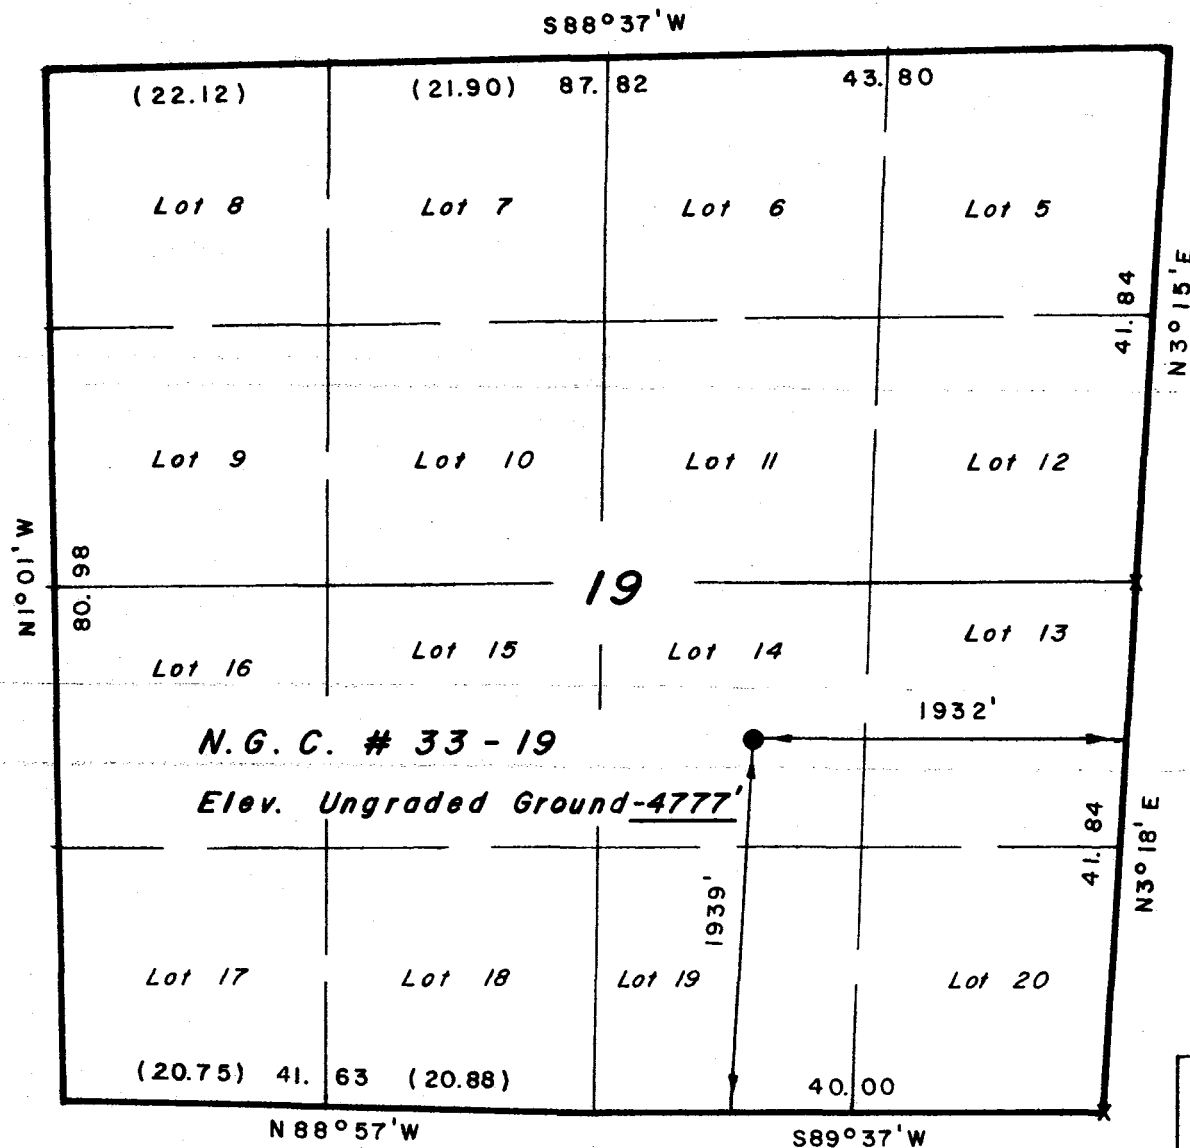 S88°37'W
(22.12) (21.90) 87.82 43.80
Lot 8 Lot 7 Lot 6 Lot 5
41.84
N3°15'E
Lot 9 Lot 10 Lot 11 Lot 12
N1°01'W
80.98
19
Lot 16 Lot 15 Lot 14 Lot 13
1932'
N.G.C. # 33-19
Elev. Ungraded Ground-4777'
41.84
N3°18'E
1939'
Lot 17 Lot 18 Lot 19 Lot 20
(20.75) 41.63 (20.88) 40.00
N88°57'W S89°37'W